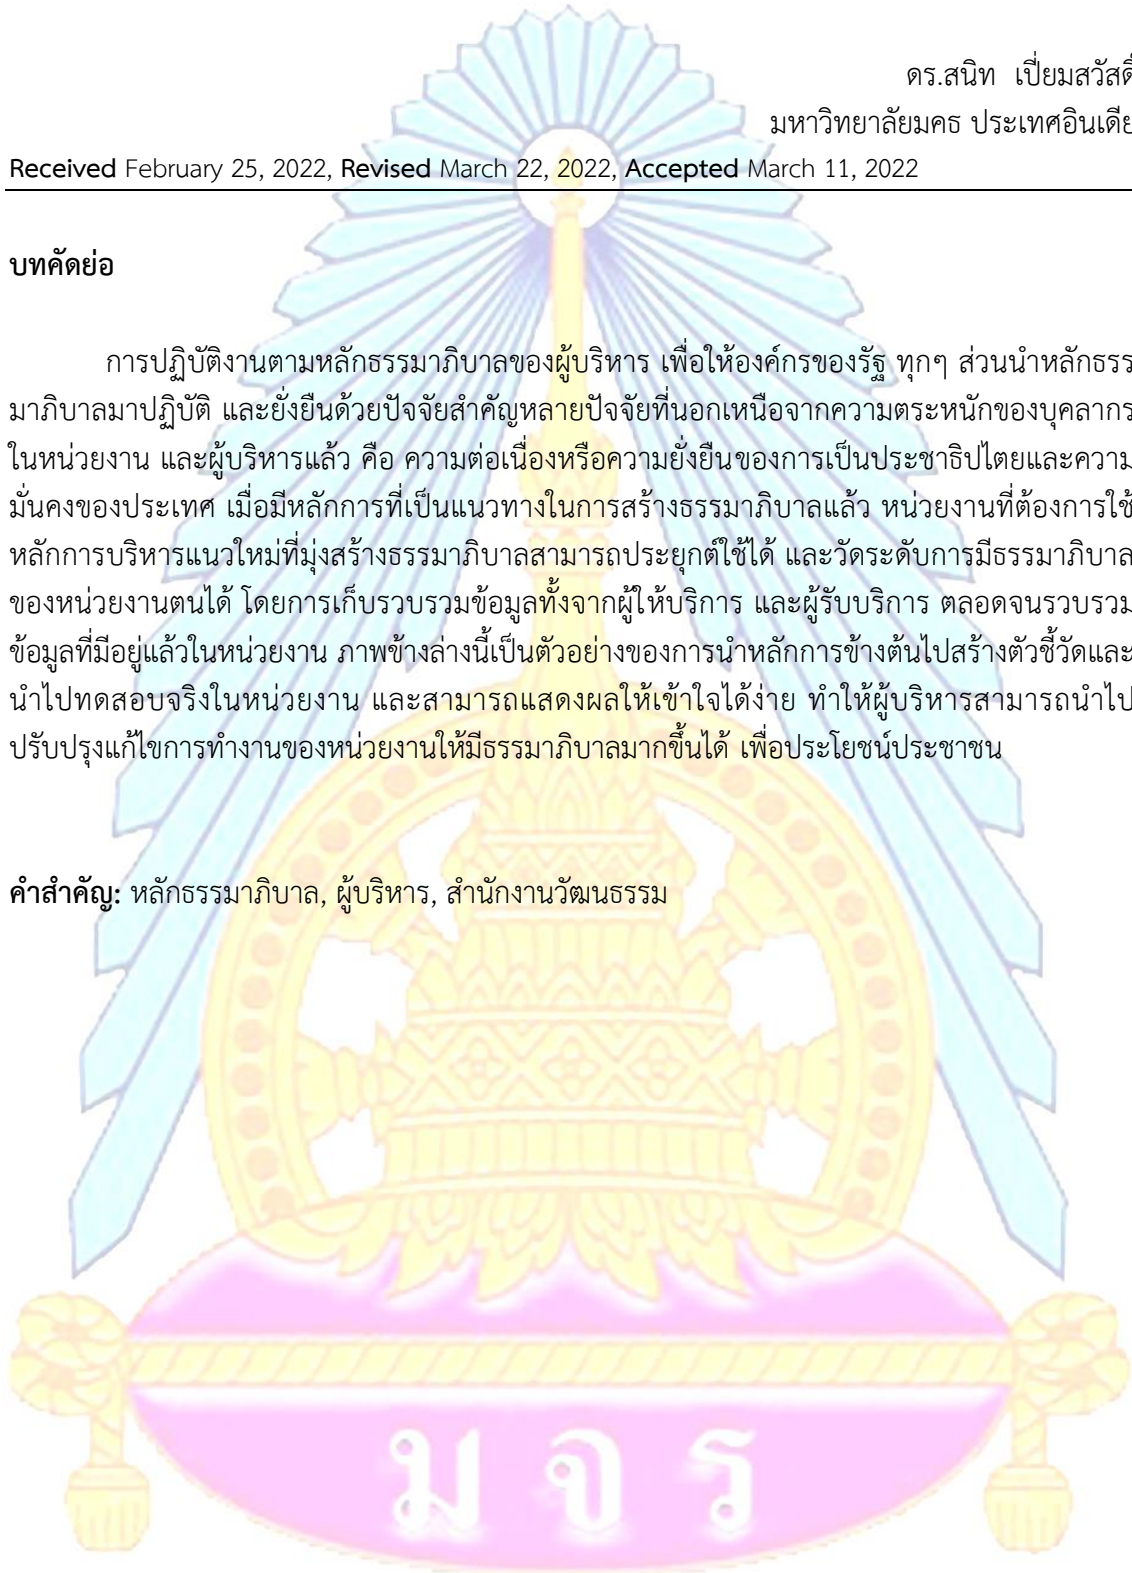 ดร.สนิท เปี่ยมสวัสดิ์
มหาวิทยาลัยมคธ ประเทศอินเดีย
Received February 25, 2022, Revised March 22, 2022, Accepted March 11, 2022
บทคัดย่อ
การปฏิบัติงานตามหลักธรรมาภิบาลของผู้บริหาร เพื่อให้องค์กรของรัฐ ทุกๆ ส่วนนำหลักธรร
มาภิบาลมาปฏิบัติ และยั่งยืนด้วยปัจจัยสำคัญหลายปัจจัยที่นอกเหนือจากความตระหนักของบุคลากร
ในหน่วยงาน และผู้บริหารแล้ว คือ ความต่อเนื่องหรือความยั่งยืนของการเป็นประชาธิปไตยและความ
มั่นคงของประเทศ เมื่อมีหลักการที่เป็นแนวทางในการสร้างธรรมาภิบาลแล้ว หน่วยงานที่ต้องการใช้
หลักการบริหารแนวใหม่ที่มุ่งสร้างธรรมาภิบาลสามารถประยุกต์ใช้ได้ และวัดระดับการมีธรรมาภิบาล
ของหน่วยงานตนได้ โดยการเก็บรวบรวมข้อมูลทั้งจากผู้ให้บริการ และผู้รับบริการ ตลอดจนรวบรวม
ข้อมูลที่มีอยู่แล้วในหน่วยงาน ภาพข้างล่างนี้เป็นตัวอย่างของการนำหลักการข้างต้นไปสร้างตัวชี้วัดและ
นำไปทดสอบจริงในหน่วยงาน และสามารถแสดงผลให้เข้าใจได้ง่าย ทำให้ผู้บริหารสามารถนำไป
ปรับปรุงแก้ไขการทำงานของหน่วยงานให้มีธรรมาภิบาลมากขึ้นได้ เพื่อประโยชน์ประชาชน
คำสำคัญ: หลักธรรมาภิบาล, ผู้บริหาร, สำนักงานวัฒนธรรม
ม จ ร